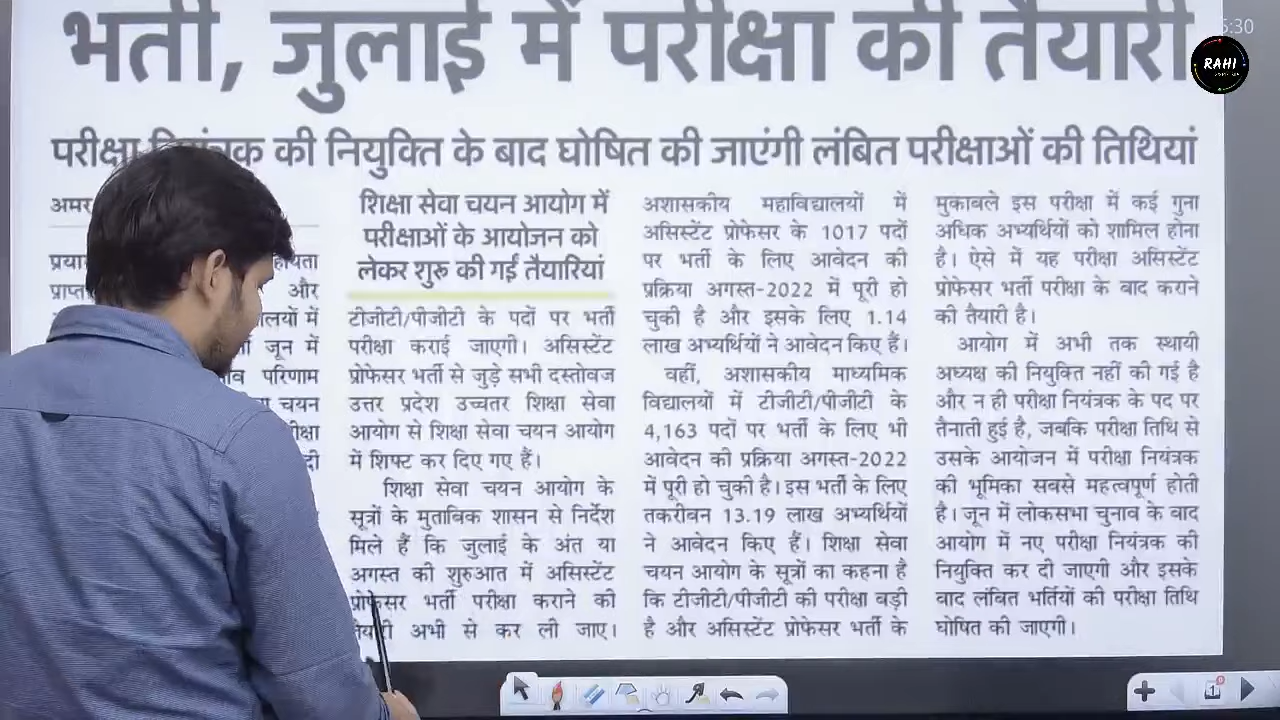 भर्ती, जुलाई में परीक्षा की तैयारी
5:30
RAHI
परीक्षा नियंत्रक की नियुक्ति के बाद घोषित की जाएंगी लंबित परीक्षाओं की तिथियां
अमर
और
लयों में
जून में
परिणाम
चयन
शिक्षा सेवा चयन आयोग में
परीक्षाओं के आयोजन को
लेकर शुरू की गईं तैयारियां
टीजीटी/पीजीटी के पदों पर भर्ती
परीक्षा कराई जाएगी। असिस्टेंट
प्रोफेसर भर्ती से जुड़े सभी दस्तावेज
उत्तर प्रदेश उच्चतर शिक्षा सेवा
आयोग से शिक्षा सेवा चयन आयोग
में शिफ्ट कर दिए गए हैं।
शिक्षा सेवा चयन आयोग के
सूत्रों के मुताबिक शासन से निर्देश
मिले हैं कि जुलाई के अंत या
अगस्त की शुरुआत में असिस्टेंट
प्रोफेसर भर्ती परीक्षा कराने की
तैयारी अभी से कर ली जाए।
अशासकीय महाविद्यालयों में
असिस्टेंट प्रोफेसर के 1017 पदों
पर भर्ती के लिए आवेदन की
प्रक्रिया अगस्त-2022 में पूरी हो
चुकी है और इसके लिए 1.14
लाख अभ्यर्थियों ने आवेदन किए हैं।
वहीं, अशासकीय माध्यमिक
विद्यालयों में टीजीटी/पीजीटी के
4,163 पदों पर भर्ती के लिए भी
आवेदन की प्रक्रिया अगस्त-2022
में पूरी हो चुकी है। इस भर्ती के लिए
तकरीबन 13.19 लाख अभ्यर्थियों
ने आवेदन किए हैं। शिक्षा सेवा
चयन आयोग के सूत्रों का कहना है
कि टीजीटी/पीजीटी की परीक्षा बड़ी
है और असिस्टेंट प्रोफेसर भर्ती के
मुकाबले इस परीक्षा में कई गुना
अधिक अभ्यर्थियों को शामिल होना
है। ऐसे में यह परीक्षा असिस्टेंट
प्रोफेसर भर्ती परीक्षा के बाद कराने
की तैयारी है।
आयोग में अभी तक स्थायी
अध्यक्ष की नियुक्ति नहीं की गई है
और न ही परीक्षा नियंत्रक के पद पर
तैनाती हुई है, जबकि परीक्षा तिथि से
उसके आयोजन में परीक्षा नियंत्रक
की भूमिका सबसे महत्वपूर्ण होती
है। जून में लोकसभा चुनाव के बाद
आयोग में नए परीक्षा नियंत्रक की
नियुक्ति कर दी जाएगी और इसके
बाद लंबित भर्तियों की परीक्षा तिथि
घोषित की जाएगी।
1